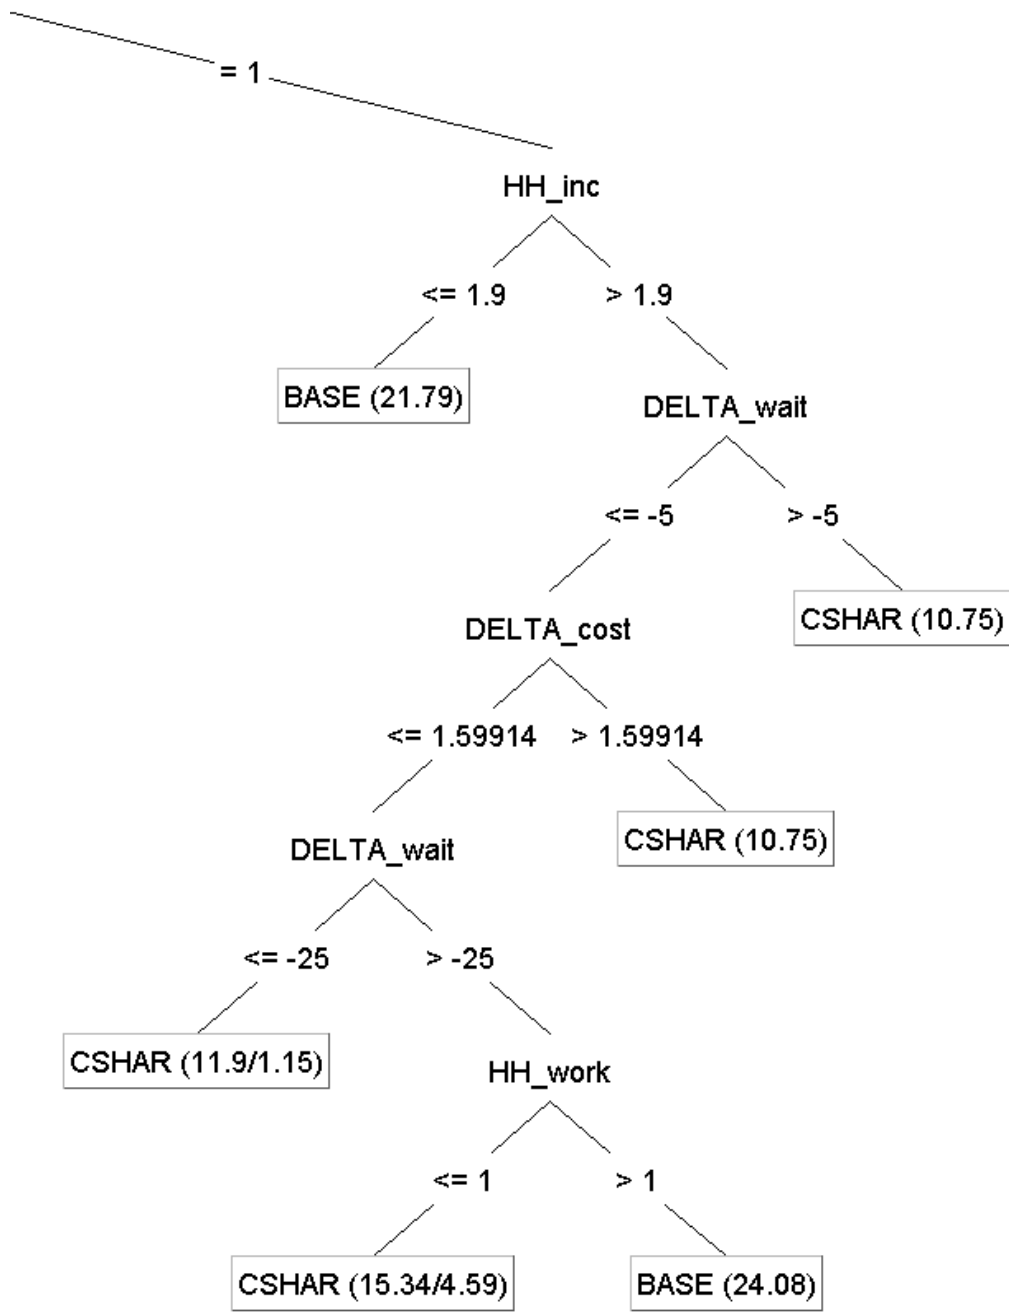 = 1
HH_inc
<= 1.9
> 1.9
BASE (21.79)
DELTA_wait
<= -5
> -5
DELTA_cost
CSHAR (10.75)
<= 1.59914
> 1.59914
DELTA_wait
CSHAR (10.75)
<= -25
> -25
CSHAR (11.9/1.15)
HH_work
<= 1
> 1
CSHAR (15.34/4.59)
BASE (24.08)